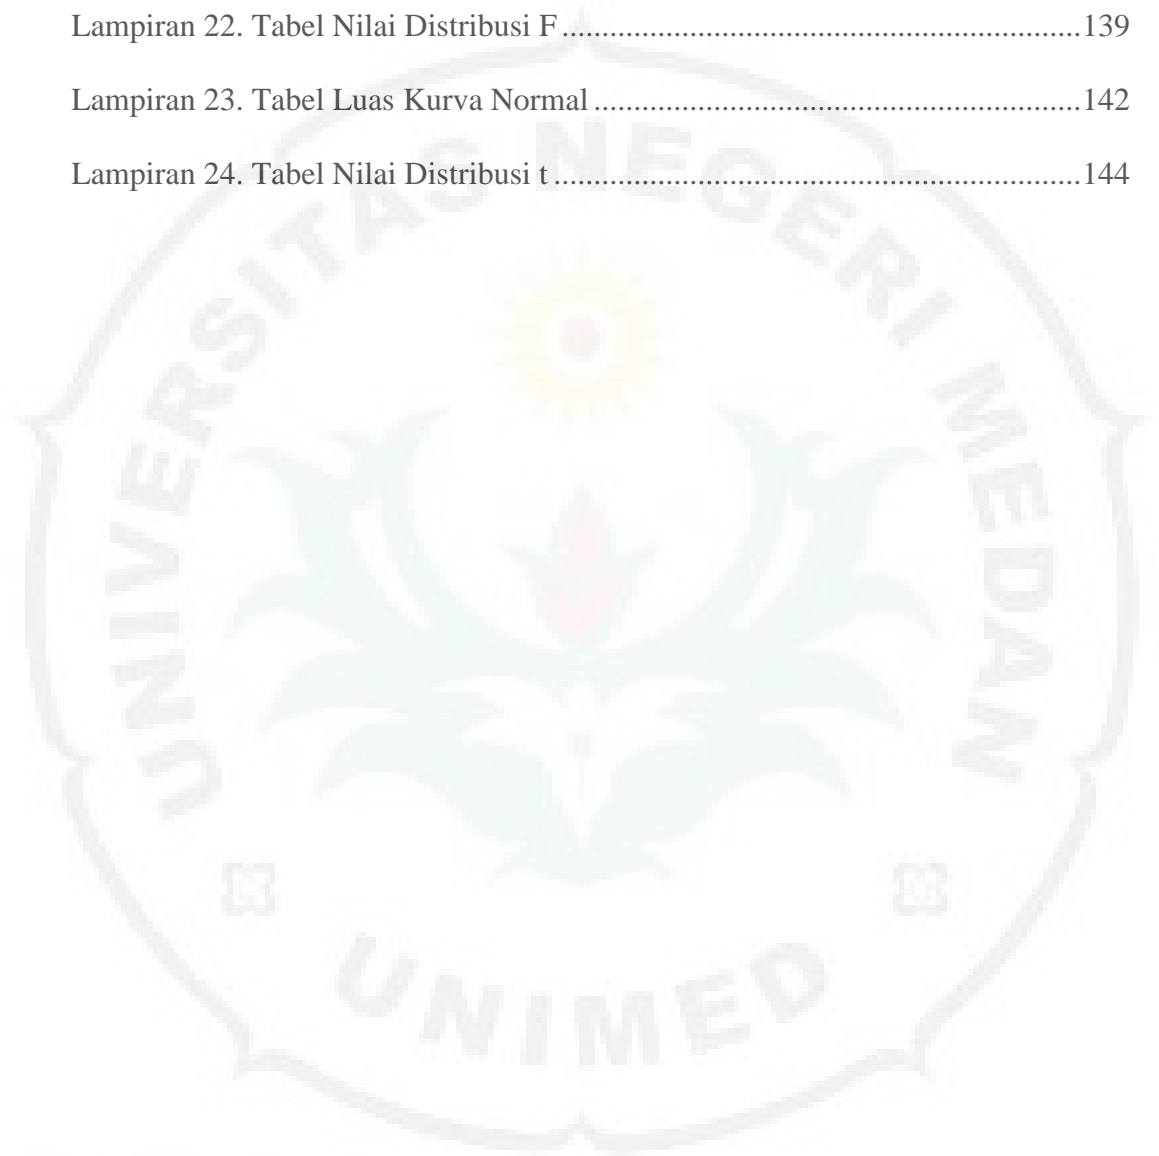 Lampiran 22. Tabel Nilai Distribusi F.................................................................139
Lampiran 23. Tabel Luas Kurva Normal................................................................142
Lampiran 24. Tabel Nilai Distribusi t..................................................................144
UNIVERSITAS NEGERI MEDAN
UNIMED